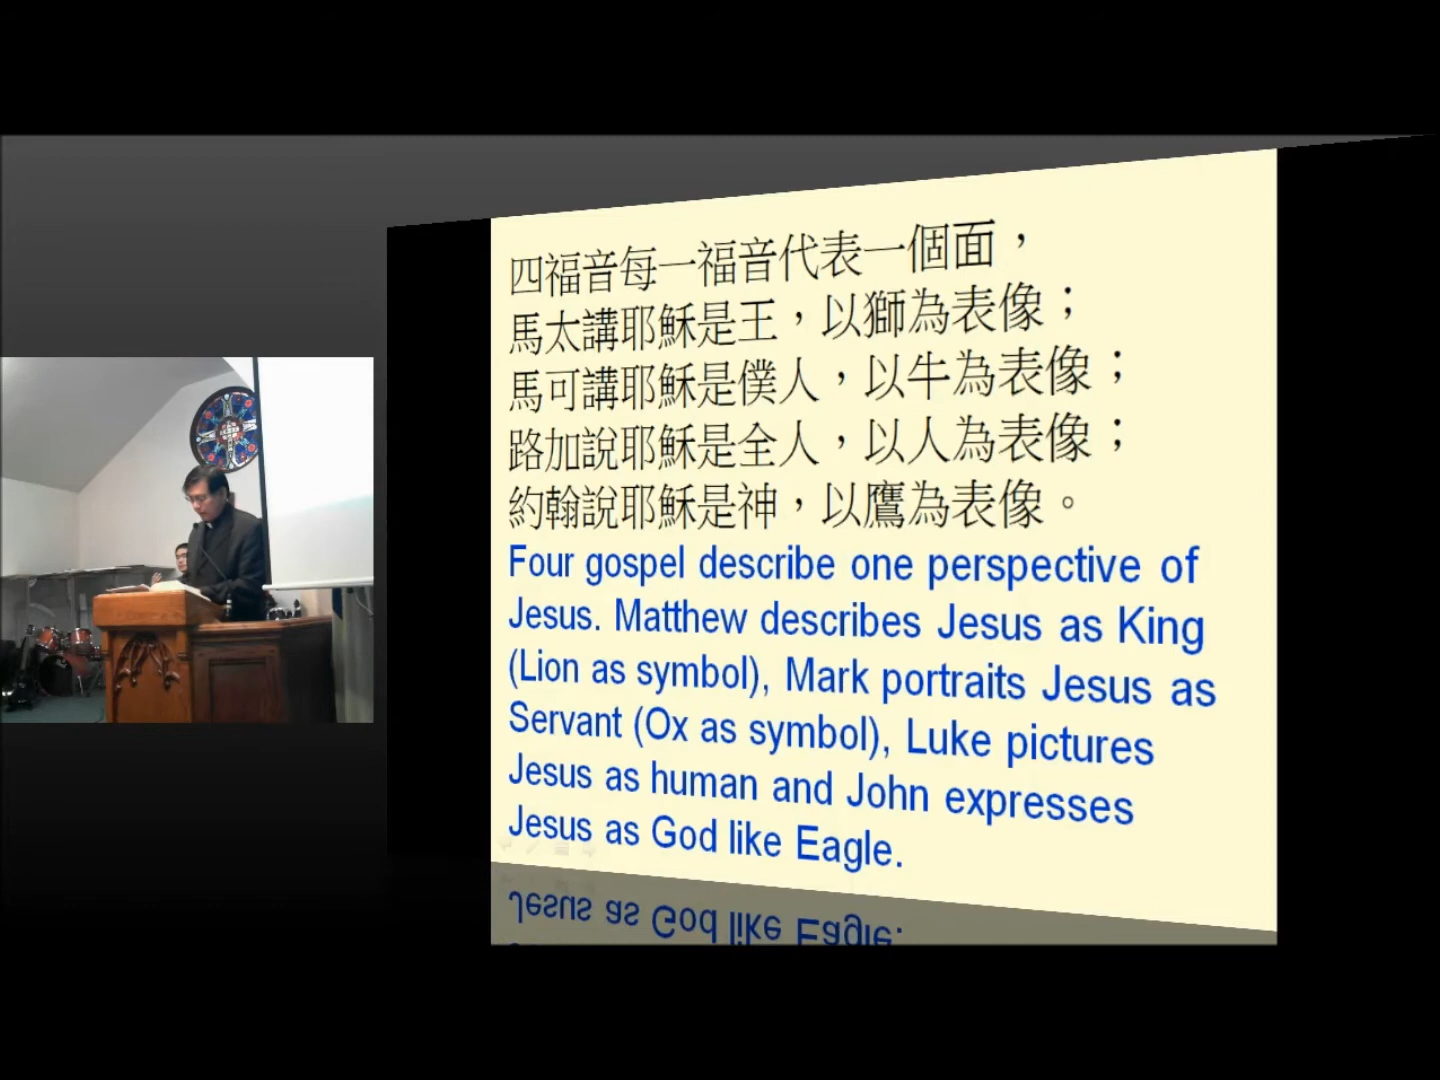 四福音每一福音代表一個面，
馬太講耶穌是王，以獅為表像；
馬可講耶穌是僕人，以牛為表像；
路加說耶穌是全人，以人為表像；
約翰說耶穌是神，以鷹為表像。
Four gospel describe one perspective of
Jesus. Matthew describes Jesus as King
(Lion as symbol), Mark portraits Jesus as
Servant (Ox as symbol), Luke pictures
Jesus as human and John expresses
Jesus as God like Eagle.